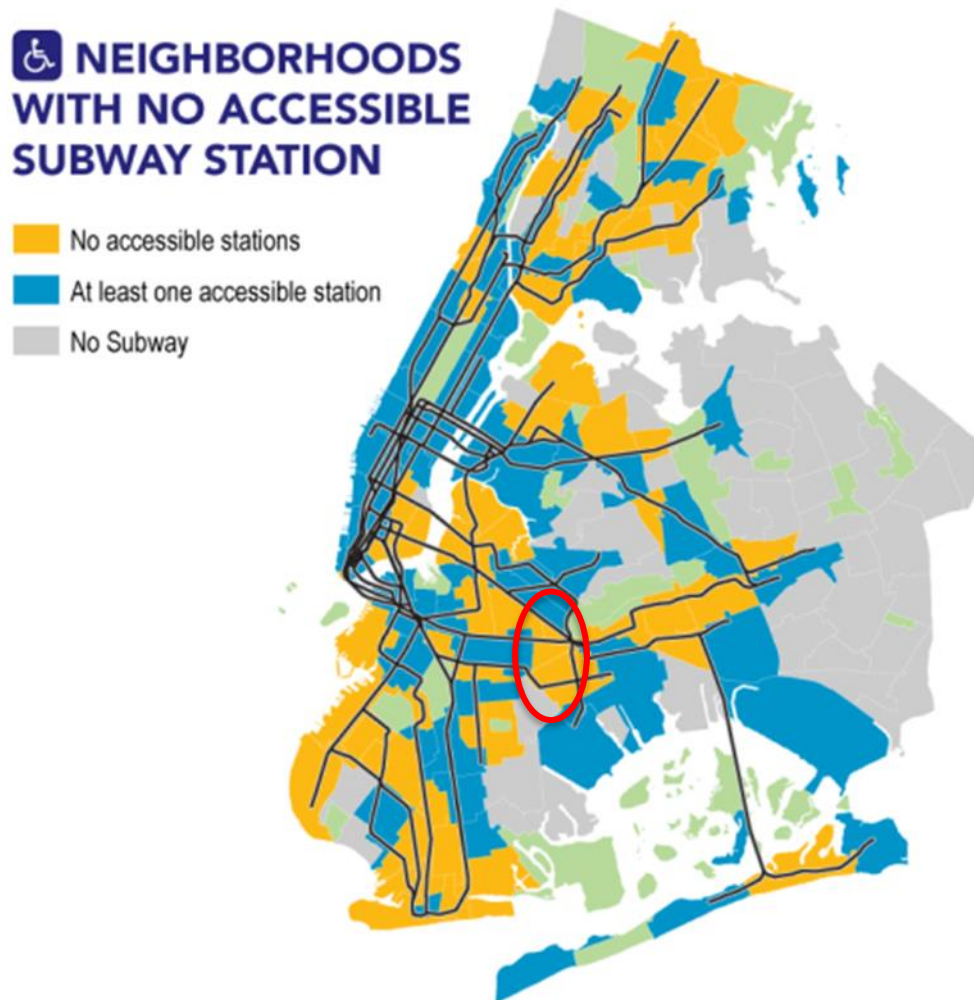 NEIGHBORHOODS
WITH NO ACCESSIBLE
SUBWAY STATION
No accessible stations
At least one accessible station
No Subway